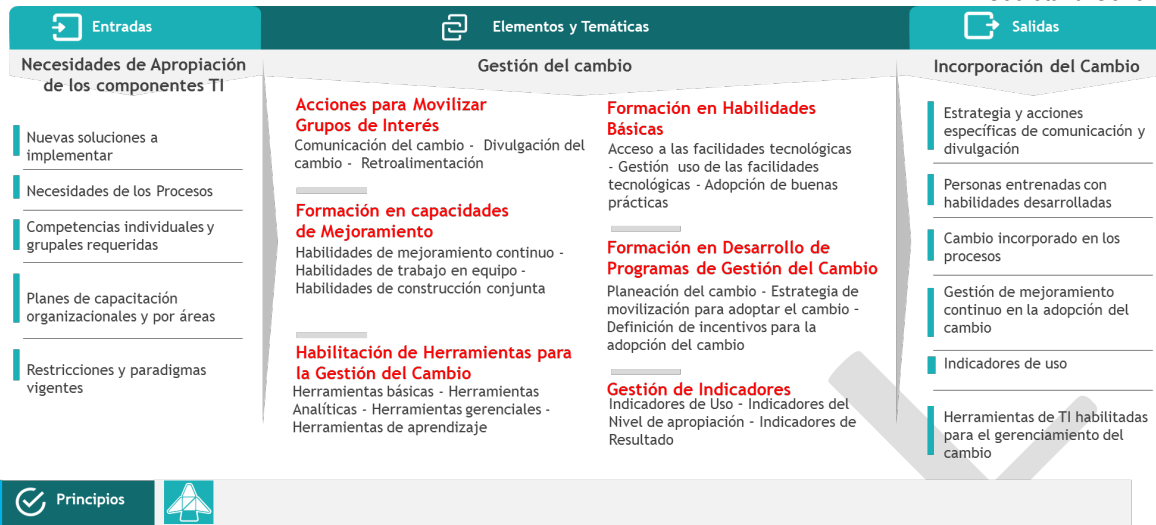 Entradas
Elementos y Temáticas
Salidas
Necesidades de Apropiación
de los componentes TI
Nuevas soluciones a
implementar
Necesidades de los Procesos
Competencias individuales y
grupales requeridas
Planes de capacitación
organizacionales y por áreas
Restricciones y paradigmas
vigentes
Gestión del cambio
Acciones para Movilizar
Grupos de Interés
Comunicación del cambio - Divulgación del
cambio - Retroalimentación
Formación en capacidades
de Mejoramiento
Habilidades de mejoramiento continuo -
Habilidades de trabajo en equipo -
Habilidades de construcción conjunta
Habilitación de Herramientas para
la Gestión del Cambio
Herramientas básicas - Herramientas
Analíticas - Herramientas gerenciales -
Herramientas de aprendizaje
Formación en Habilidades
Básicas
Acceso a las facilidades tecnológicas
- Gestión uso de las facilidades
tecnológicas - Adopción de buenas
prácticas
Formación en Desarrollo de
Programas de Gestión del Cambio
Planeación del cambio - Estrategia de
movilización para adoptar el cambio -
Definición de incentivos para la
adopción del cambio
Gestión de Indicadores
Indicadores de Uso - Indicadores del
Nivel de apropiación - Indicadores de
Resultado
Incorporación del Cambio
Estrategia y acciones
específicas de comunicación y
divulgación
Personas entrenadas con
habilidades desarrolladas
Cambio incorporado en los
procesos
Gestión de mejoramiento
continuo en la adopción del
cambio
Indicadores de uso
Herramientas de TI habilitadas
para el gerenciamiento del
cambio
Principios